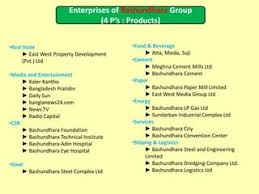 Enterprises of Bashundhara Group
(4 P's : Products)
•Real State
► East West Property Development
(Pvt.) Ltd
•Media and Entertainment
► Kaler Kantho
► Bangladesh Pratidin
► Daily Sun
► banglanews24.com
► News.TV
► Radio Capital
•CSR
► Bashundhara Foundation
► Bashundhara Technical Institute
► Bashundhara Adin Hospital
► Bashundhara Eye Hospital
•Steel
► Bashundhara Steel Complex Ltd
•Food & Beverage
► Atta, Maida, Suji
•Cement
► Meghna Cement Mills Ltd
► Bashundhara Cement
•Paper
► Bashundhara Paper Mill Limited
► East West Media Group Ltd
•Energy
► Bashundhara LP Gas Ltd
► Sundarban Industrial Complex Ltd
•Services
► Bashundhara City
► Bashundhara Convention Center
•Shiping & Logistics
► Bashundhara Steel and Engineering
Limited
► Bashundhara Dredging Company Ltd.
► Bashundhara Logistics Limited